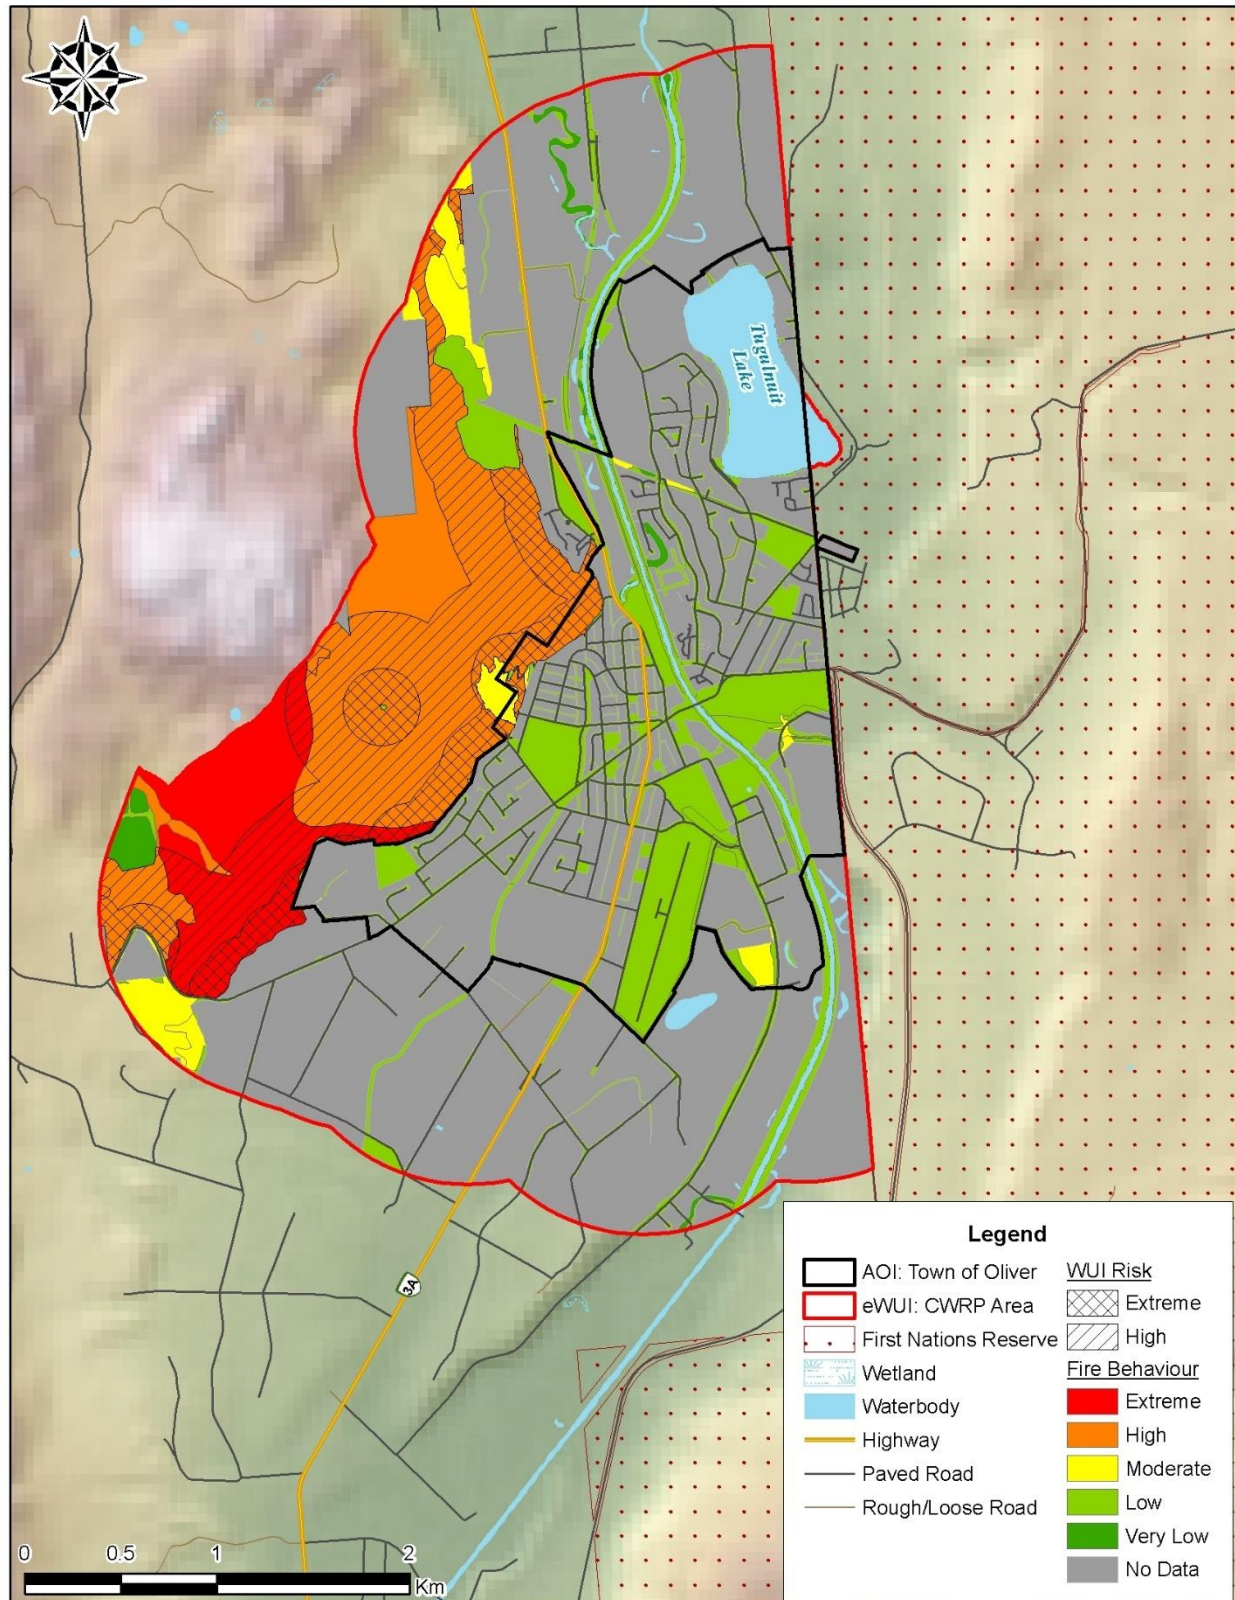 Tugulnuit
Lake
3A
Legend
AOI: Town of Oliver
eWUI: CWRP Area
First Nations Reserve
Wetland
Waterbody
Highway
Paved Road
Rough/Loose Road
WUI Risk
Extreme
High
Fire Behaviour
Extreme
High
Moderate
Low
Very Low
No Data
0 0.5 1 2
Km